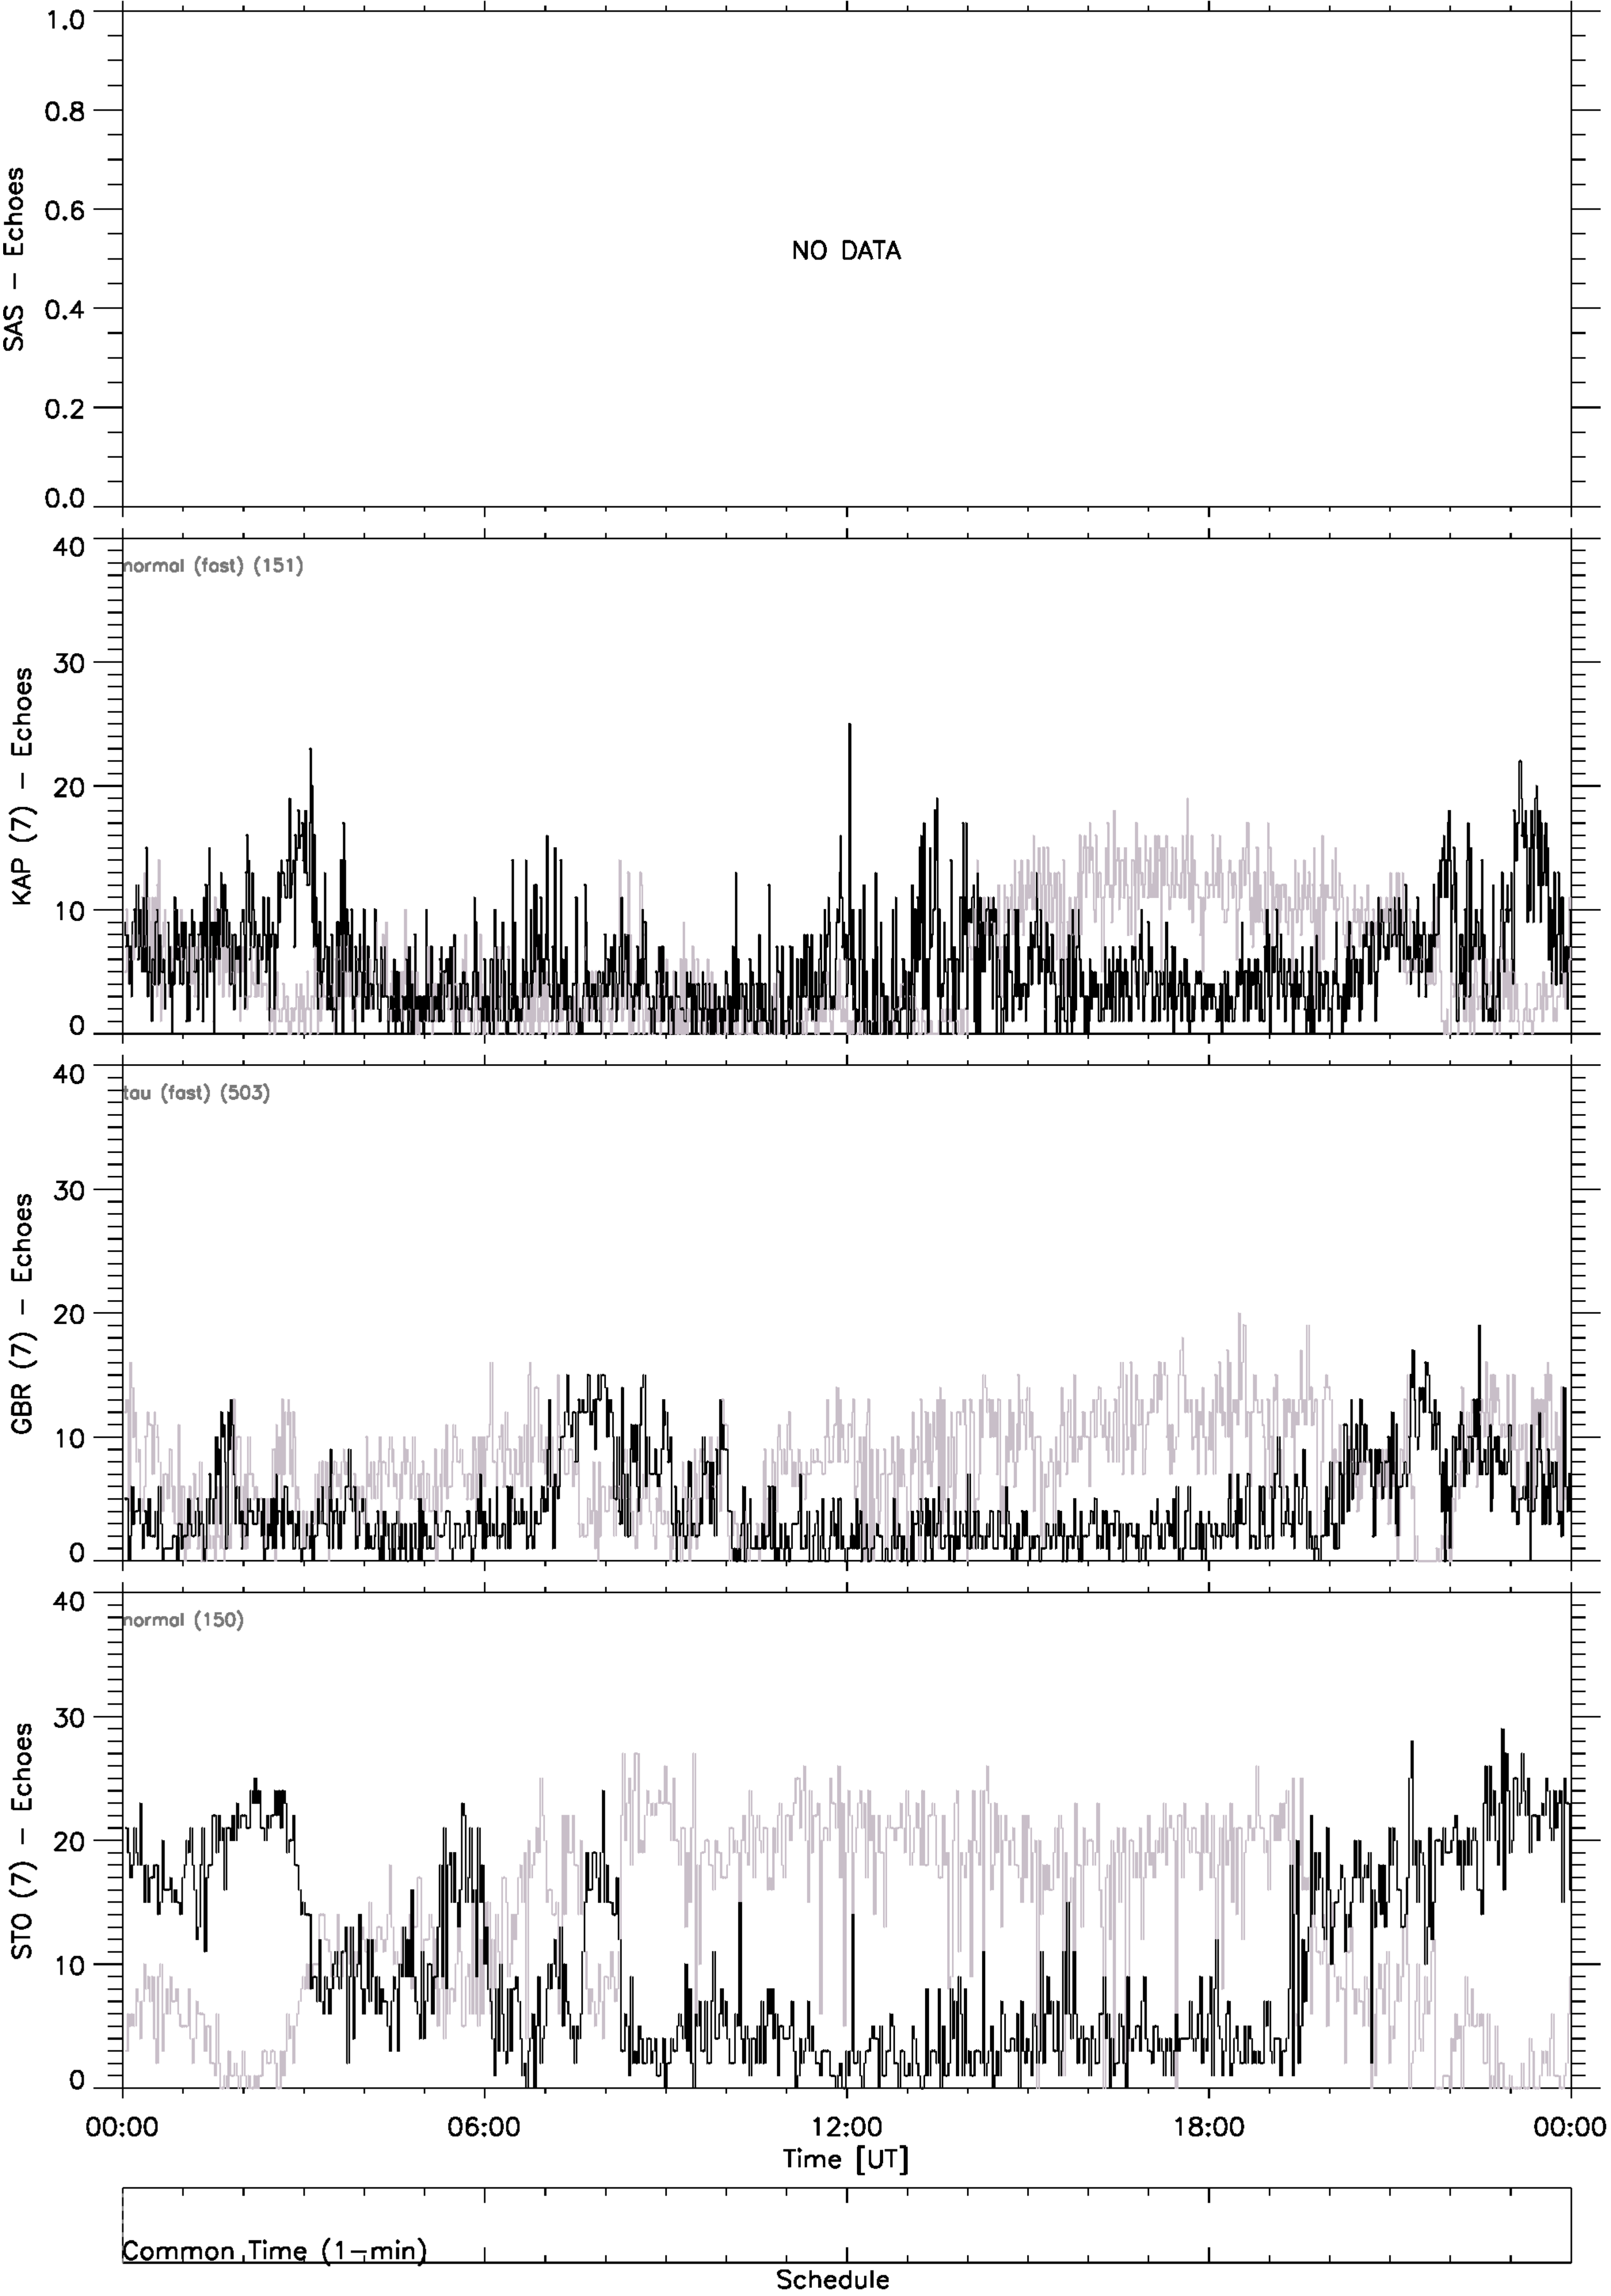 1.0
0.8
0.6
0.4
0.2
0.0
SAS – Echoes
NO DATA
40
30
20
10
0
KAP (7) – Echoes
normal (fast) (151)
40
30
20
10
0
GBR (7) – Echoes
tau (fast) (503)
40
30
20
10
0
STO (7) – Echoes
normal (150)
00:00 06:00 12:00 18:00 00:00
Time [UT]
Common Time (1–min)
Schedule